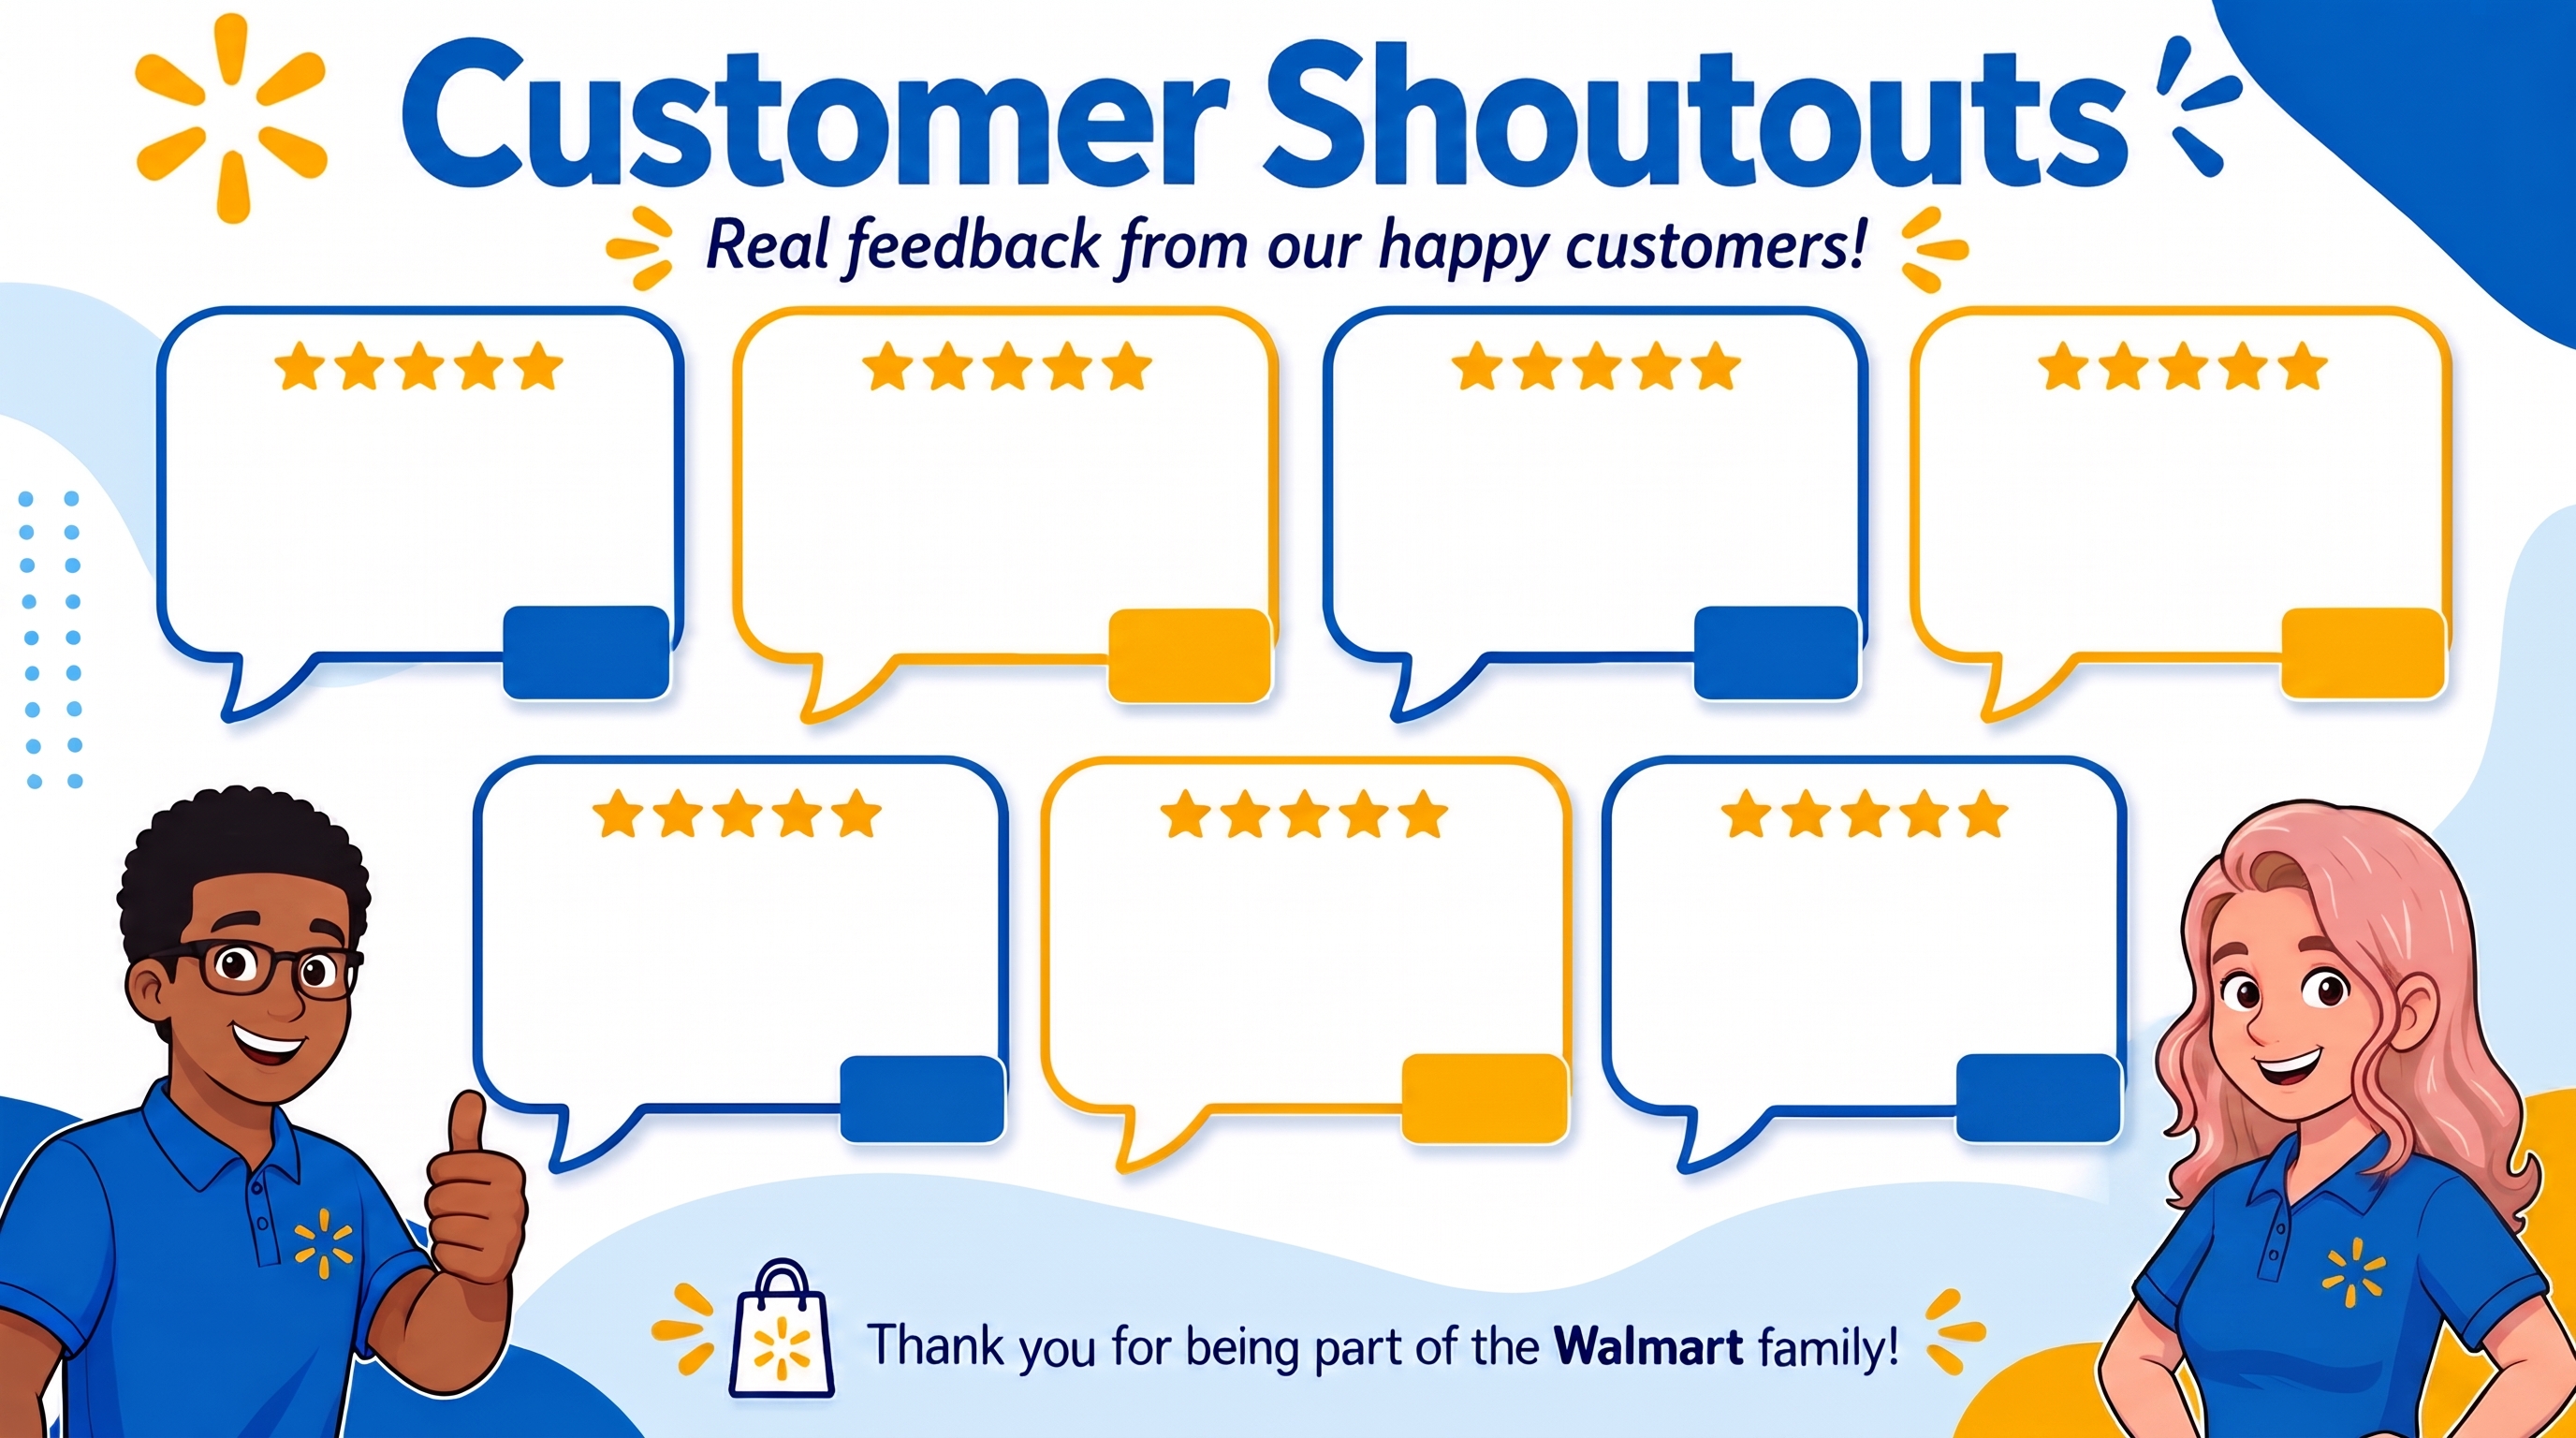 Customer Shoutouts
Real feedback from our happy customers!
Thank you for being part of the Walmart family!